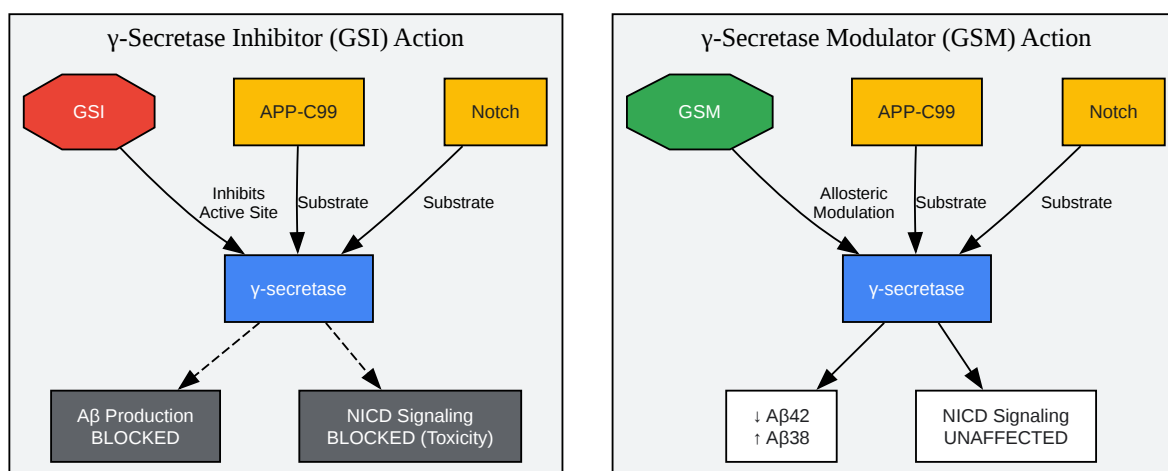 γ-Secretase Inhibitor (GSI) Action
GSI
APP-C99
Notch
Inhibits
Active Site
Substrate
Substrate
γ-secretase
Aβ Production
BLOCKED
NICD Signaling
BLOCKED (Toxicity)
γ-Secretase Modulator (GSM) Action
GSM
APP-C99
Notch
Allosteric
Modulation
Substrate
Substrate
γ-secretase
↓ Aβ42
↑ Aβ38
NICD Signaling
UNAFFECTED